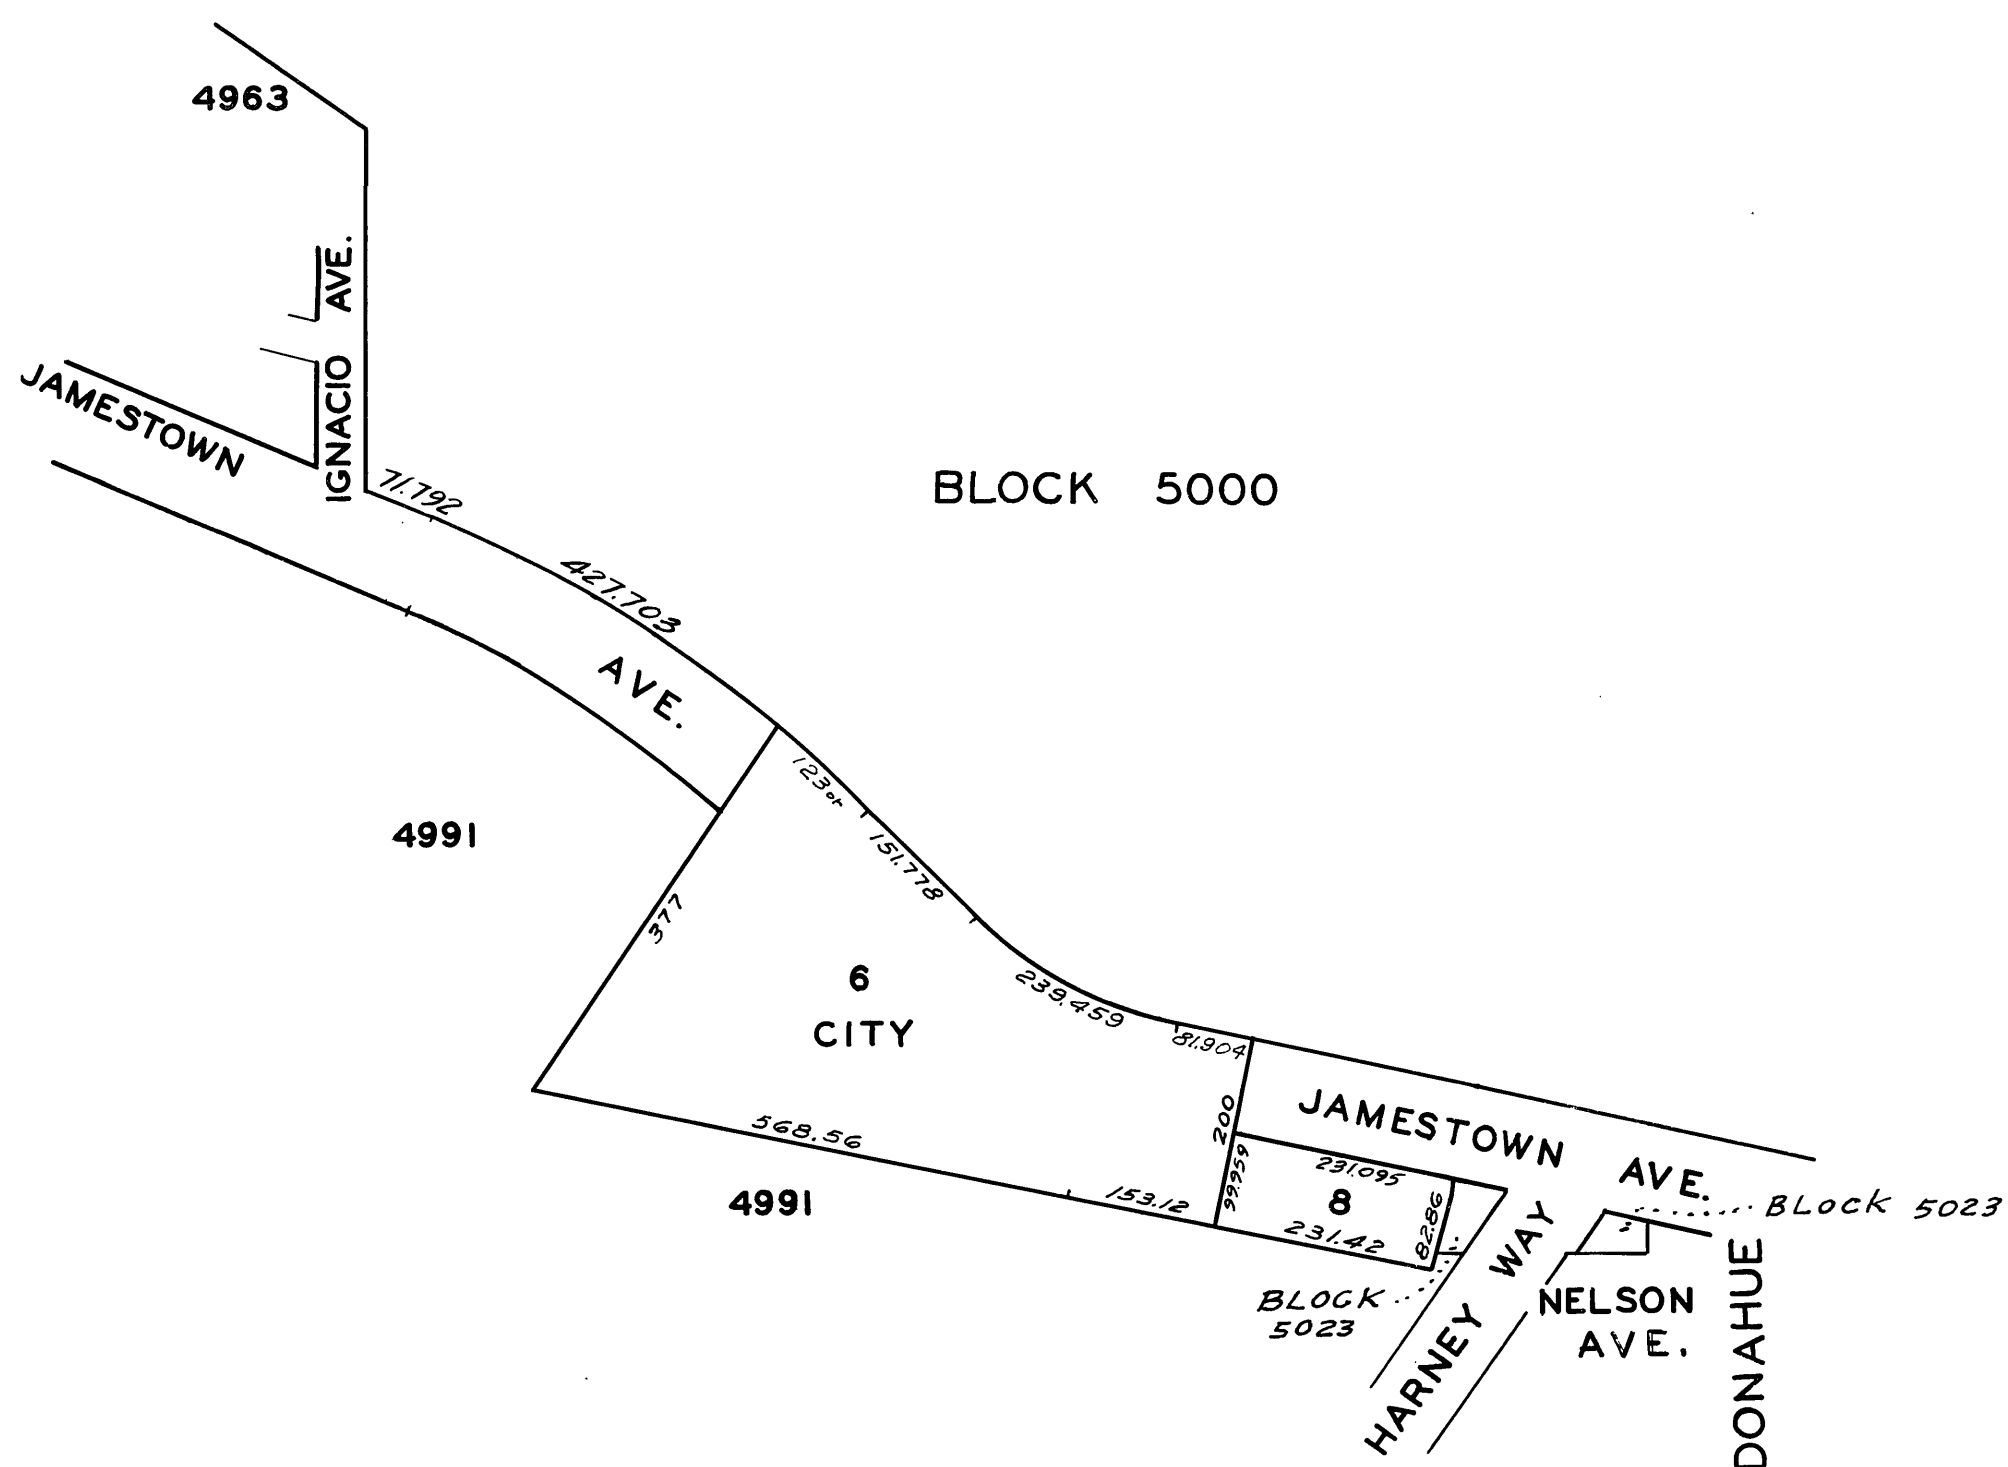 4963
IGNACIO AVE.
JAMESTOWN
71.792
BLOCK 5000
427.703
AVE.
123
151.778
4991
377
6
CITY
239.459
81.904
200
568.56
JAMESTOWN AVE.
99.959
231.095
8
82.86
153.12
231.42
4991
BLOCK 5023
HARNEY WAY
BLOCK
5023
NELSON
AVE.
DONAHUE